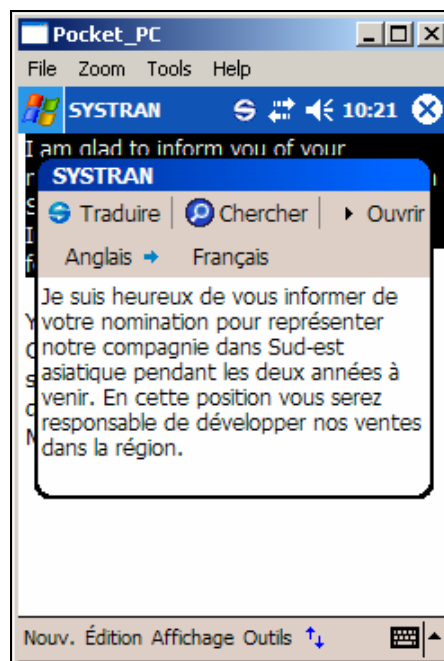 Pocket_PC
File Zoom Tools Help
SYSTRAN 10:21
I am glad to inform you of your
SYSTRAN
Traduire Chercher Ouvrir
Anglais Français
Je suis heureux de vous informer de
votre nomination pour représenter
notre compagnie dans Sud-est
asiatique pendant les deux années à
venir. En cette position vous serez
responsable de développer nos ventes
dans la région.
Nouv. Édition Affichage Outils